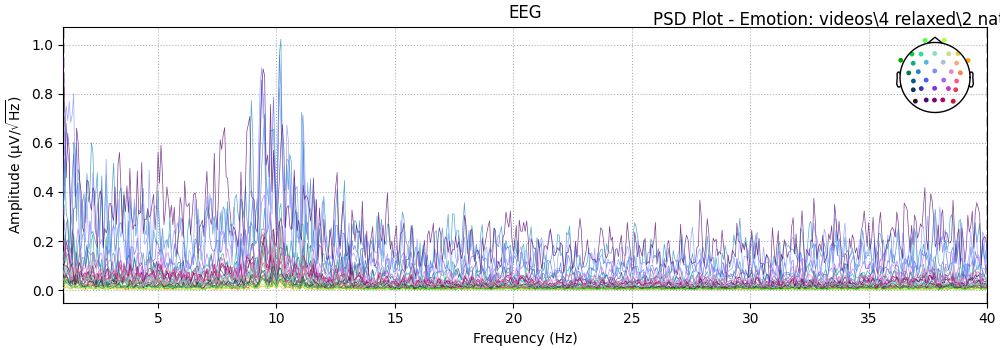 EEG
PSD Plot - Emotion: videos\4 relaxed\2 nat
Amplitude (µV/√Hz)
1.0
0.8
0.6
0.4
0.2
0.0
5 10 15 20 25 30 35 40
Frequency (Hz)